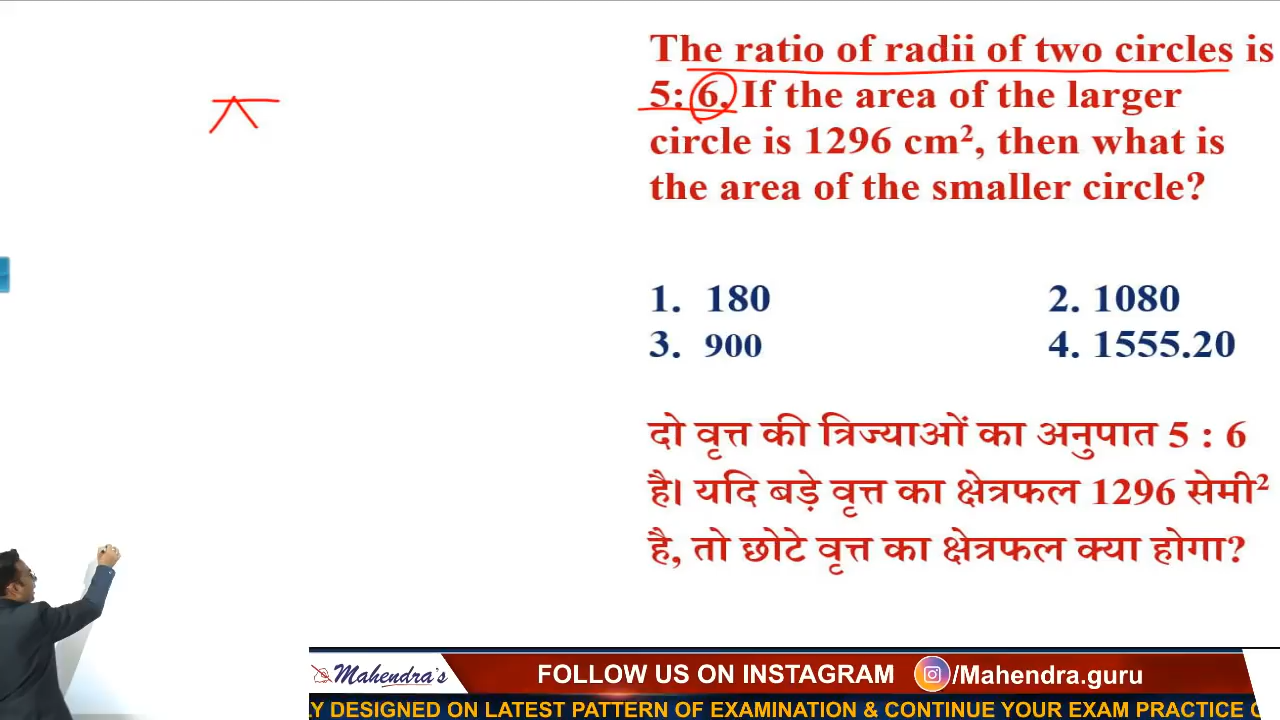 The ratio of radii of two circles is
5: 6. If the area of the larger
circle is 1296 cm², then what is
the area of the smaller circle?
1. 180 2. 1080
3. 900 4. 1555.20
दो वृत्त की त्रिज्याओं का अनुपात 5 : 6
है। यदि बड़े वृत्त का क्षेत्रफल 1296 सेमी²
है, तो छोटे वृत्त का क्षेत्रफल क्या होगा?
Mahendra's FOLLOW US ON INSTAGRAM /Mahendra.guru
DESIGNED ON LATEST PATTERN OF EXAMINATION & CONTINUE YOUR EXAM PRACTICE